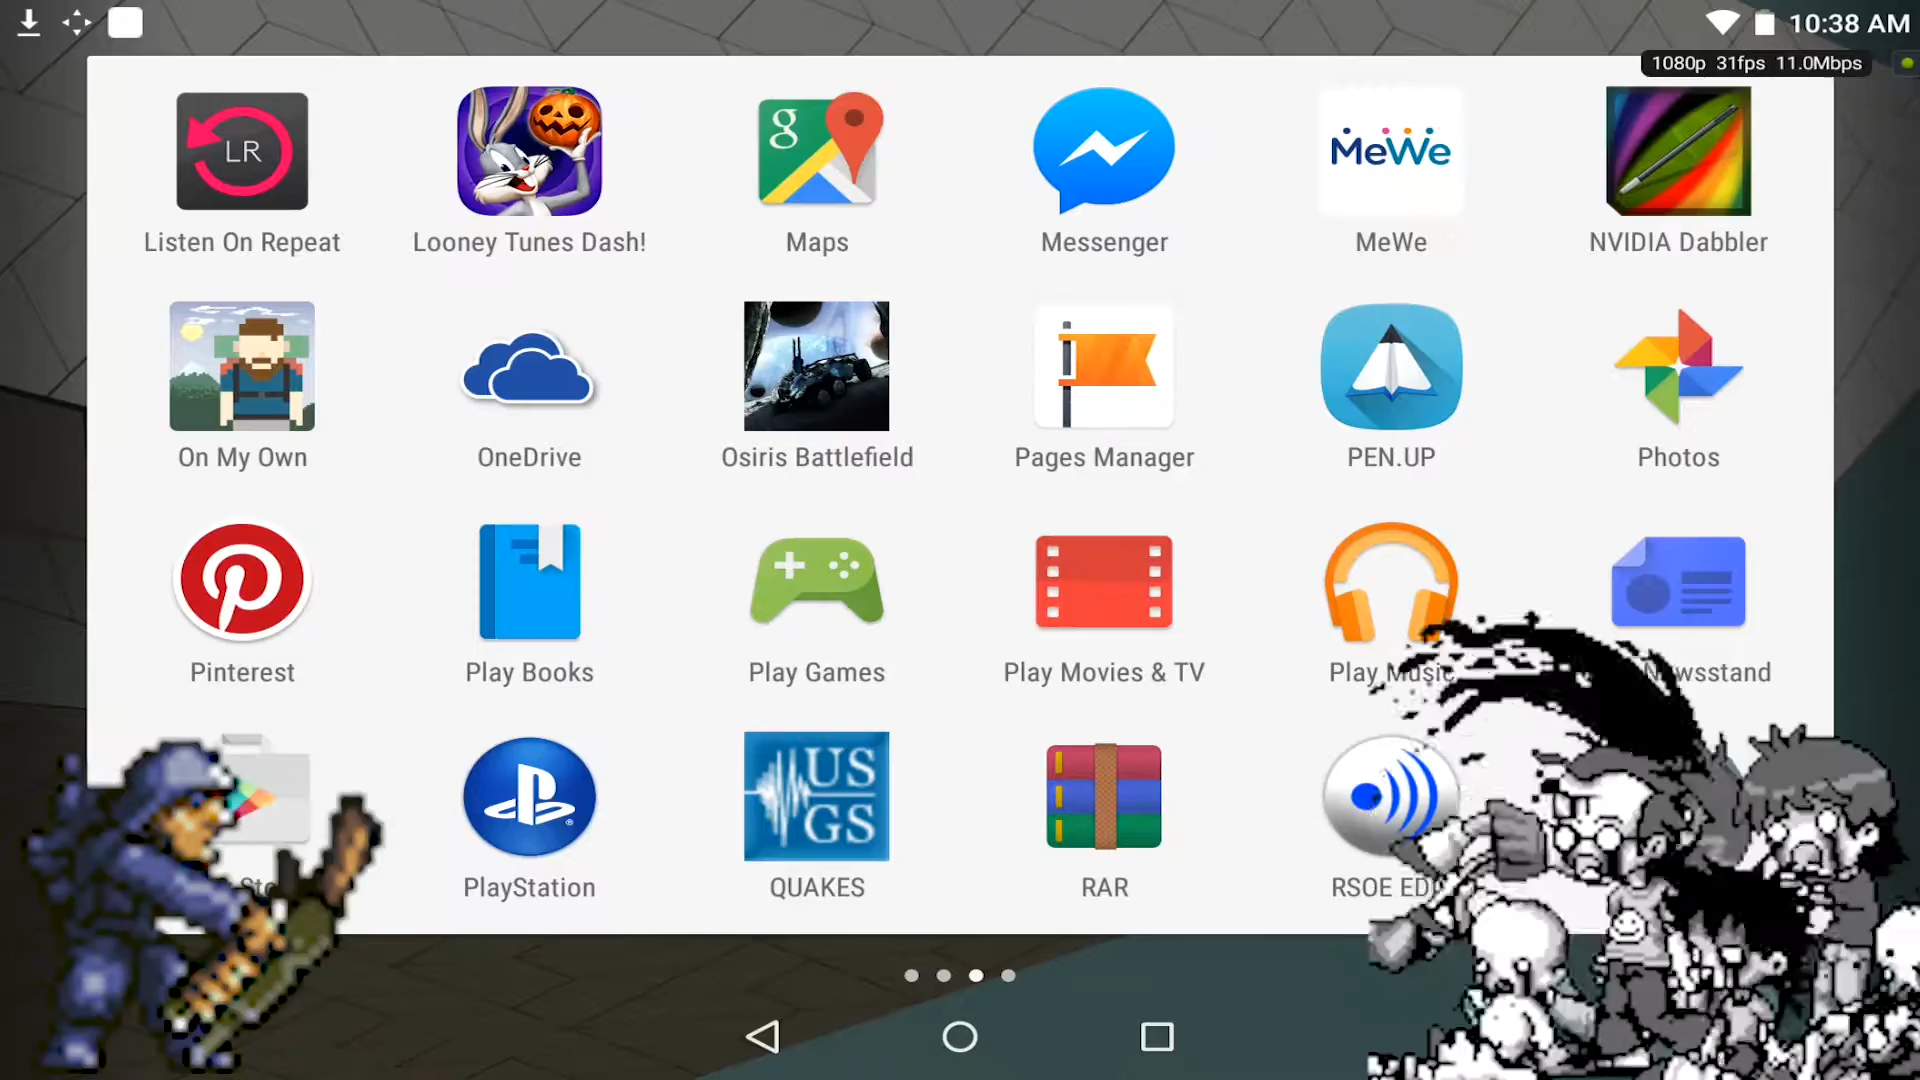 10:38 AM
1080p 31fps 11.0Mbps
LR
g
MeWe
Listen On Repeat
Looney Tunes Dash!
Maps
Messenger
MeWe
NVIDIA Dabbler
On My Own
OneDrive
Osiris Battlefield
Pages Manager
PEN.UP
Photos
Pinterest
Play Books
Play Games
Play Movies & TV
Play Music
wsstand
US
GS
PlayStation
QUAKES
RAR
RSOE